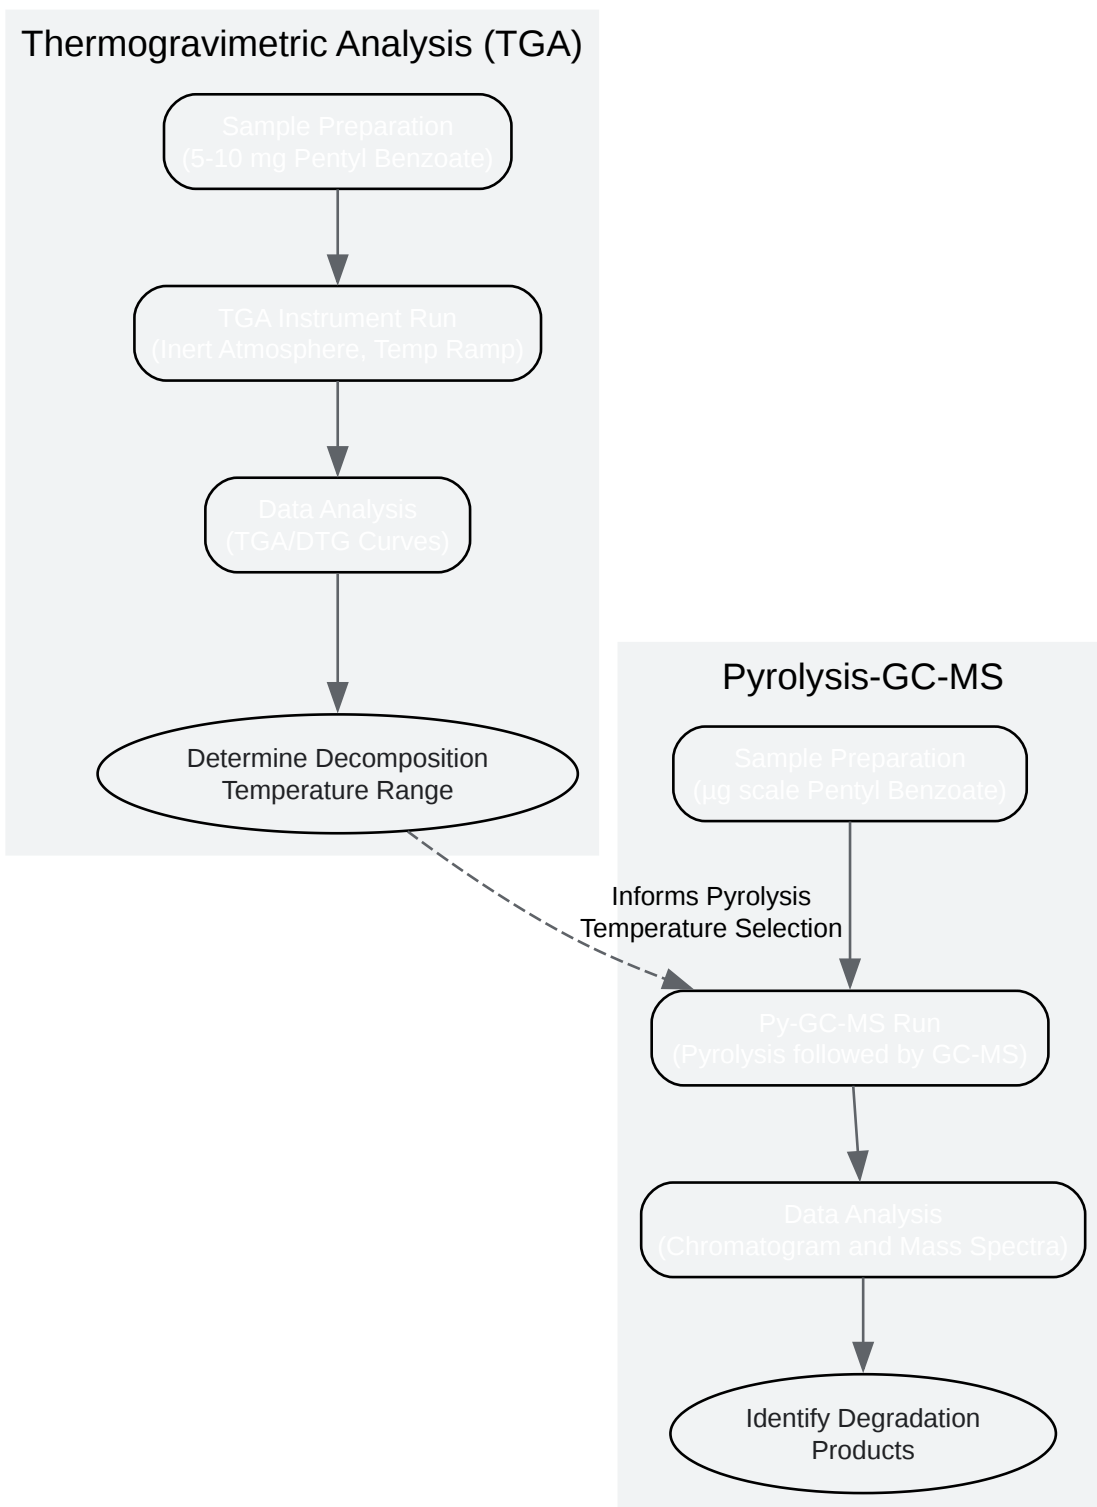 Thermogravimetric Analysis (TGA)
Sample Preparation
(5-10 mg Pentyl Benzoate)
TGA Instrument Run
(Inert Atmosphere, Temp Ramp)
Data Analysis
(TGA/DTG Curves)
Determine Decomposition
Temperature Range
Informs Pyrolysis
Temperature Selection
Pyrolysis-GC-MS
Sample Preparation
(µg scale Pentyl Benzoate)
Py-GC-MS Run
(Pyrolysis followed by GC-MS)
Data Analysis
(Chromatogram and Mass Spectra)
Identify Degradation
Products